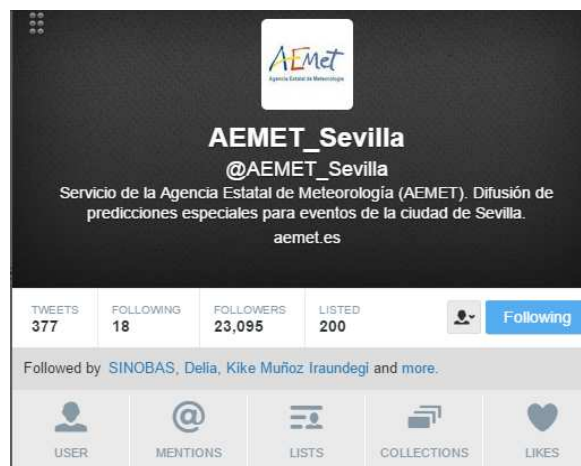 AEMet
Agencia Estatal de Meteorología
AEMET_Sevilla
@AEMET_Sevilla
Servicio de la Agencia Estatal de Meteorología (AEMET). Difusión de
predicciones especiales para eventos de la ciudad de Sevilla.
aemet.es
TWEETS FOLLOWING FOLLOWERS LISTED
377 18 23,095 200
Following
Followed by SINOBAS, Delia, Kike Muñoz Iraundegi and more.
USER MENTIONS LISTS COLLECTIONS LIKES